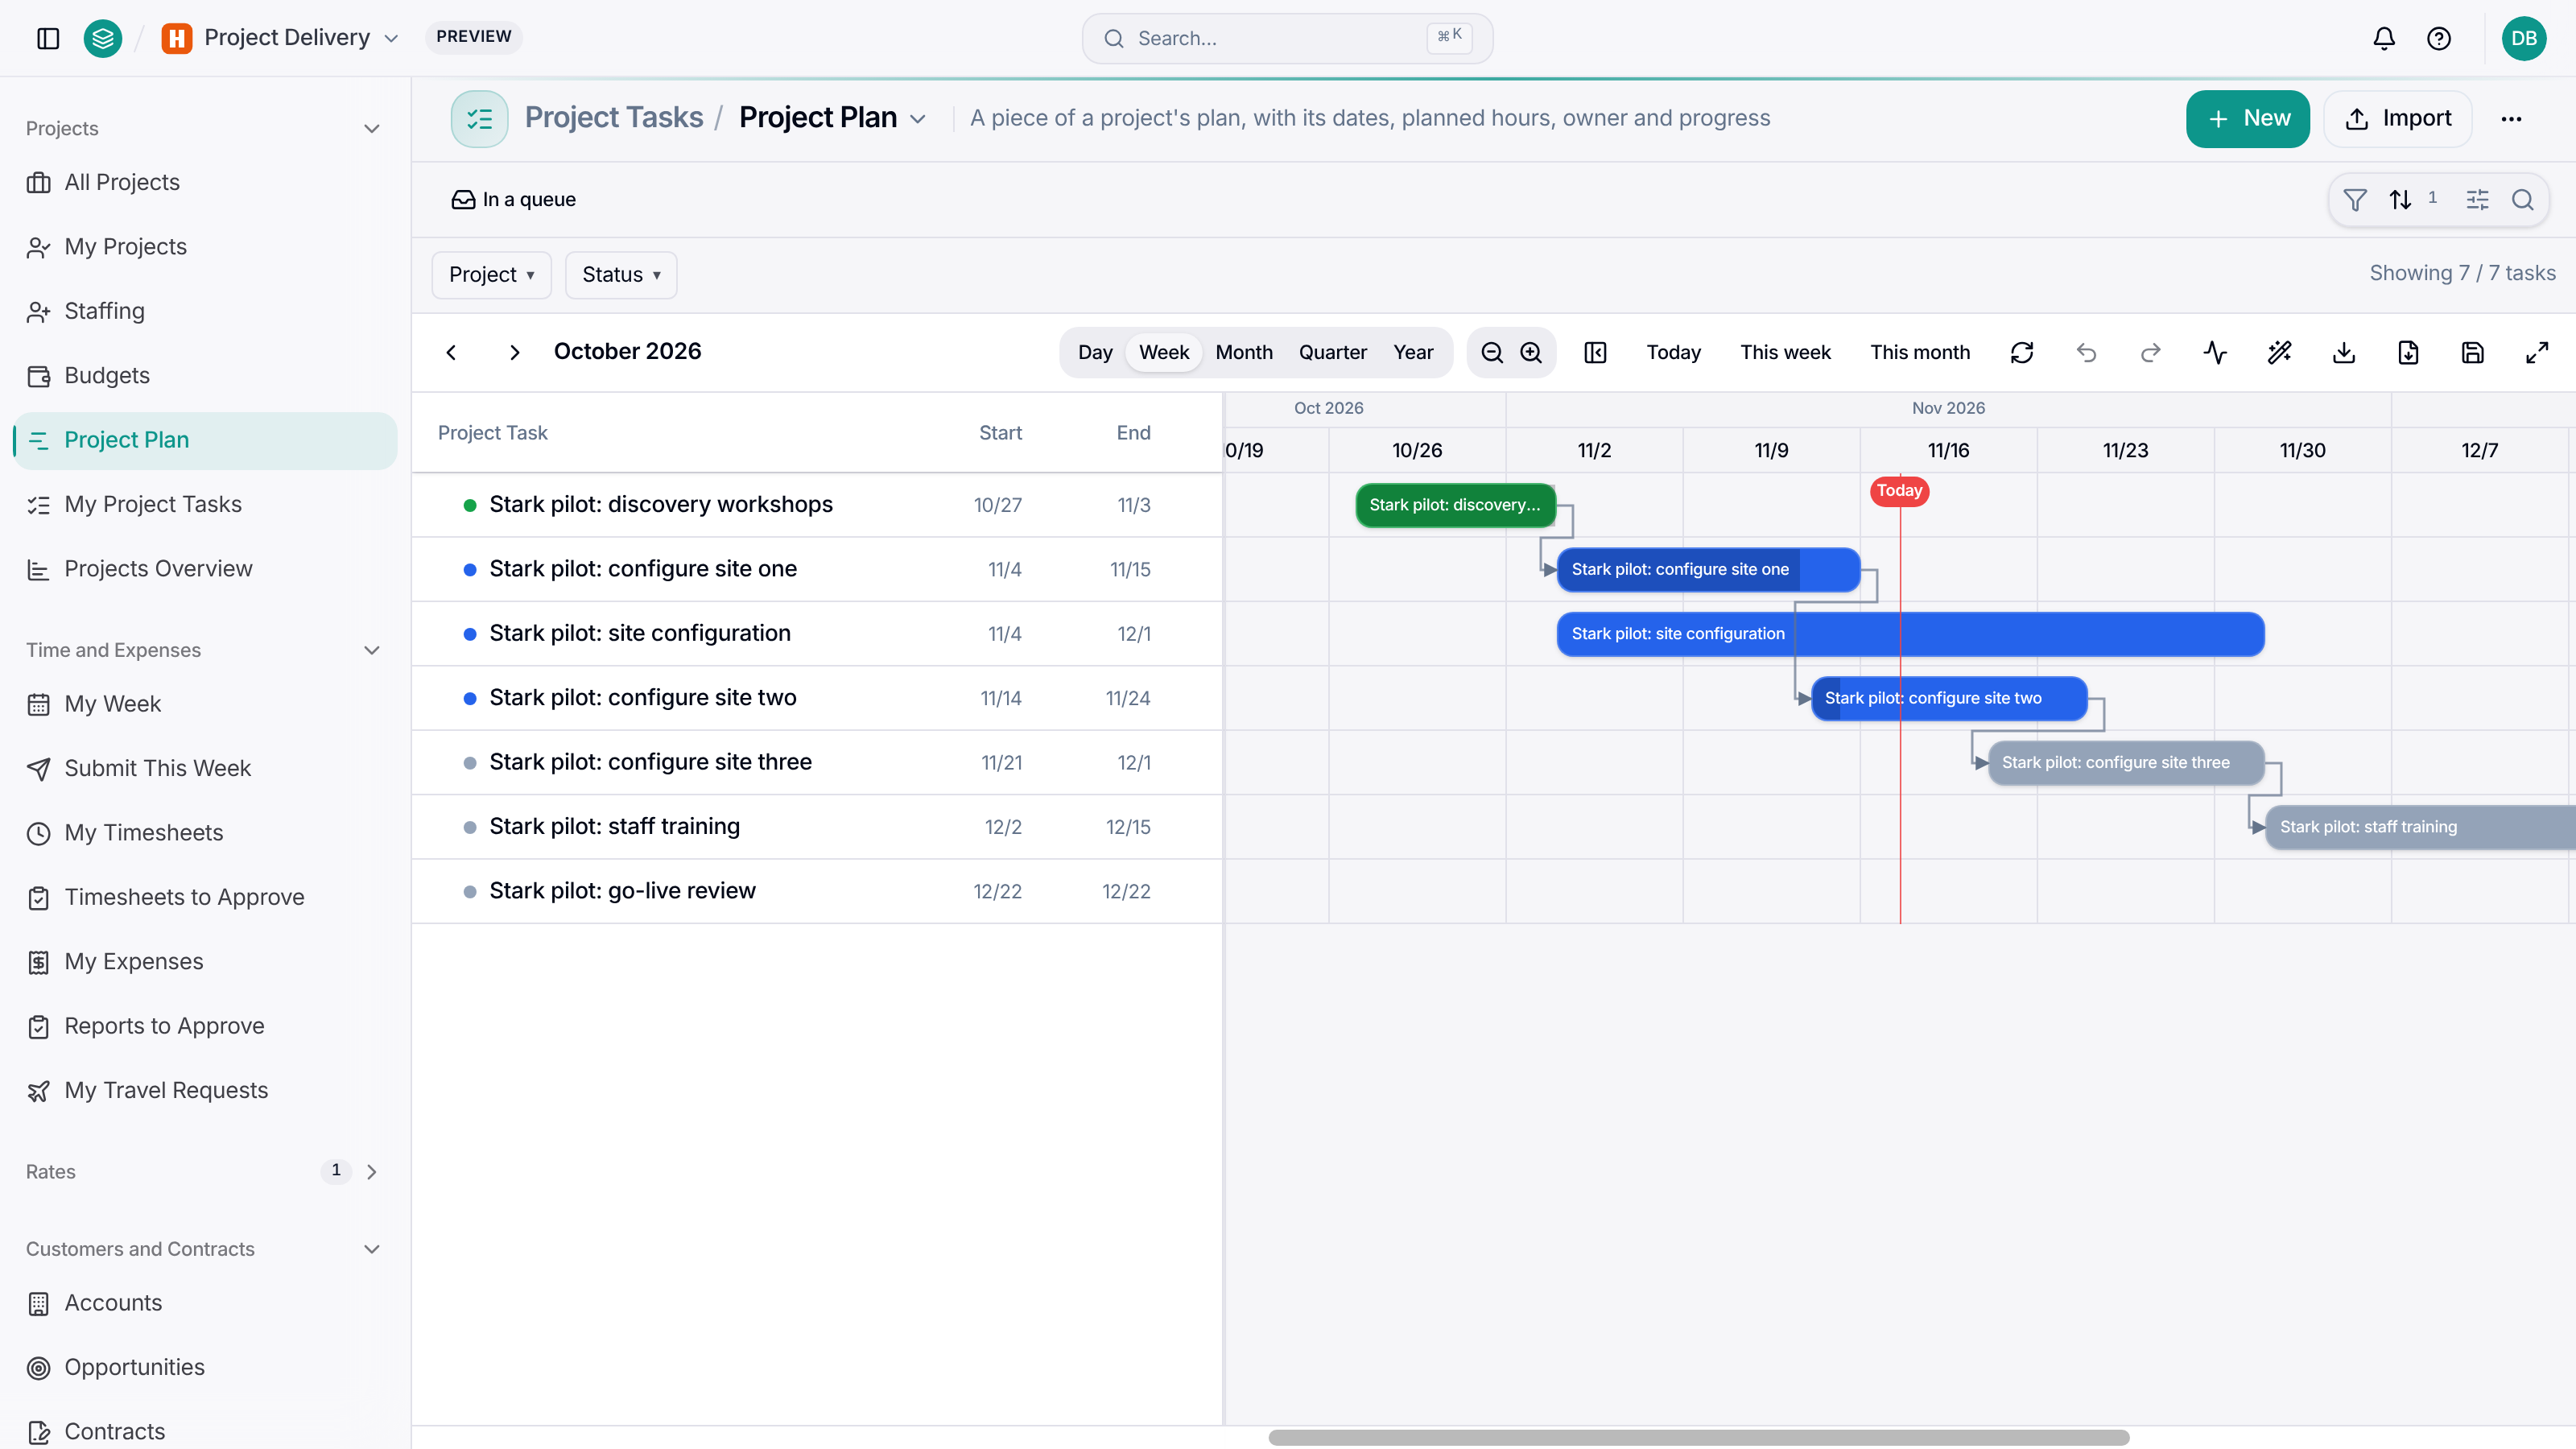 Project Delivery
PREVIEW
Search...
⌘ K
DB
Projects
All Projects
My Projects
Staffing
Budgets
Project Plan
My Project Tasks
Projects Overview
Time and Expenses
My Week
Submit This Week
My Timesheets
Timesheets to Approve
My Expenses
Reports to Approve
My Travel Requests
Rates
1
Customers and Contracts
Accounts
Opportunities
Contracts
Project Tasks / Project Plan
A piece of a project's plan, with its dates, planned hours, owner and progress
New
Import
In a queue
1
Project
Status
Showing 7 / 7 tasks
October 2026
Day Week Month Quarter Year
Today
This week
This month
Project Task Start End
Stark pilot: discovery workshops 10/27 11/3
Stark pilot: configure site one 11/4 11/15
Stark pilot: site configuration 11/4 12/1
Stark pilot: configure site two 11/14 11/24
Stark pilot: configure site three 11/21 12/1
Stark pilot: staff training 12/2 12/15
Stark pilot: go-live review 12/22 12/22
Oct 2026
Nov 2026
0/19 10/26 11/2 11/9 11/16 11/23 11/30 12/7
Today
Stark pilot: discovery...
Stark pilot: configure site one
Stark pilot: site configuration
Stark pilot: configure site two
Stark pilot: configure site three
Stark pilot: staff training